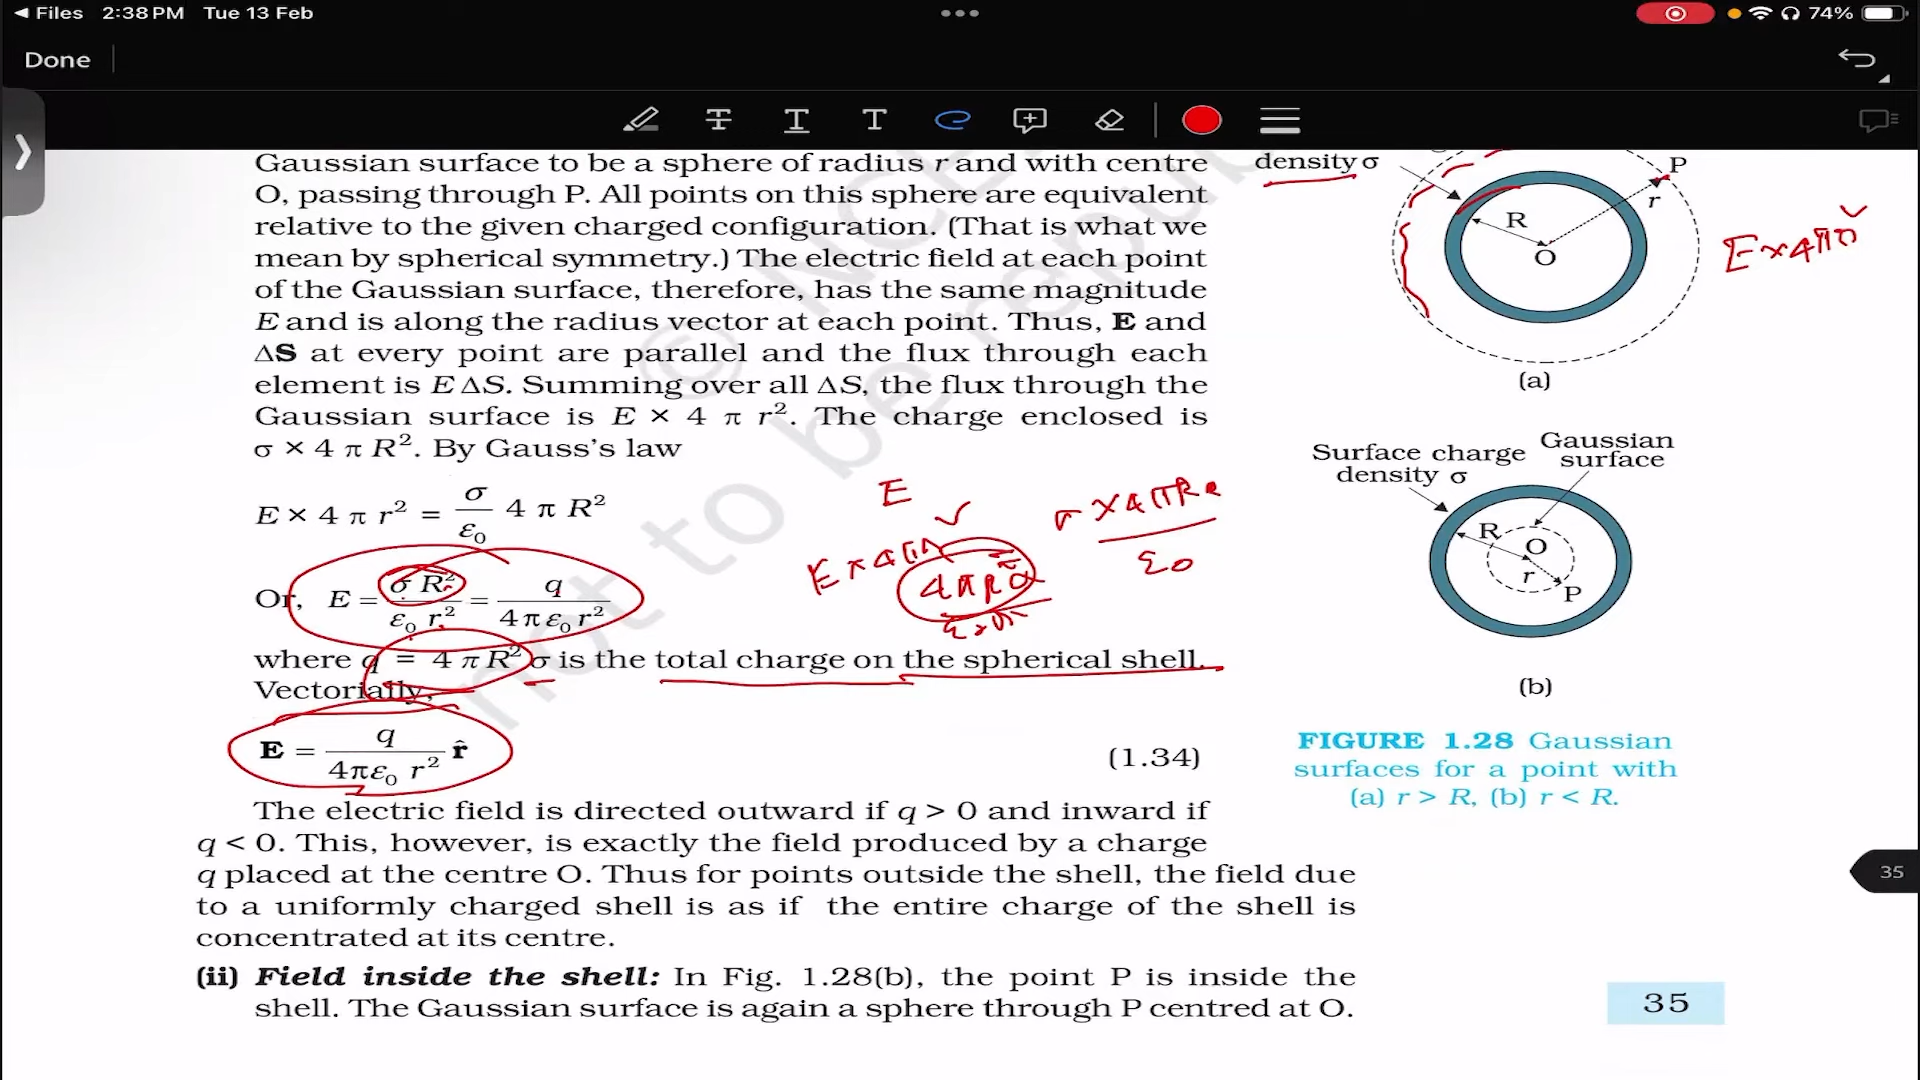 Files 2:38 PM Tue 13 Feb
74%
Done
Gaussian surface to be a sphere of radius r and with centre
O, passing through P. All points on this sphere are equivalent
relative to the given charged configuration. (That is what we
mean by spherical symmetry.) The electric field at each point
of the Gaussian surface, therefore, has the same magnitude
E and is along the radius vector at each point. Thus, E and
ΔS at every point are parallel and the flux through each
element is E ΔS. Summing over all ΔS, the flux through the
Gaussian surface is E × 4 π r². The charge enclosed is
σ × 4 π R². By Gauss's law
E × 4 π r² = σ/ε₀ 4 π R²
Or, E = σ R²/ε₀ r² = q/4 π ε₀ r²
where q = 4 π R² σ is the total charge on the spherical shell.
Vectorially,
E = q/4πε₀ r² r̂ (1.34)
The electric field is directed outward if q > 0 and inward if
q < 0. This, however, is exactly the field produced by a charge
q placed at the centre O. Thus for points outside the shell, the field due
to a uniformly charged shell is as if the entire charge of the shell is
concentrated at its centre.
(ii) Field inside the shell: In Fig. 1.28(b), the point P is inside the
shell. The Gaussian surface is again a sphere through P centred at O.
E
ε₀
density σ
P
r
R
O
(a)
Surface charge
density σ
Gaussian
surface
R
O
r
P
(b)
FIGURE 1.28 Gaussian
surfaces for a point with
(a) r > R, (b) r < R.
35
35